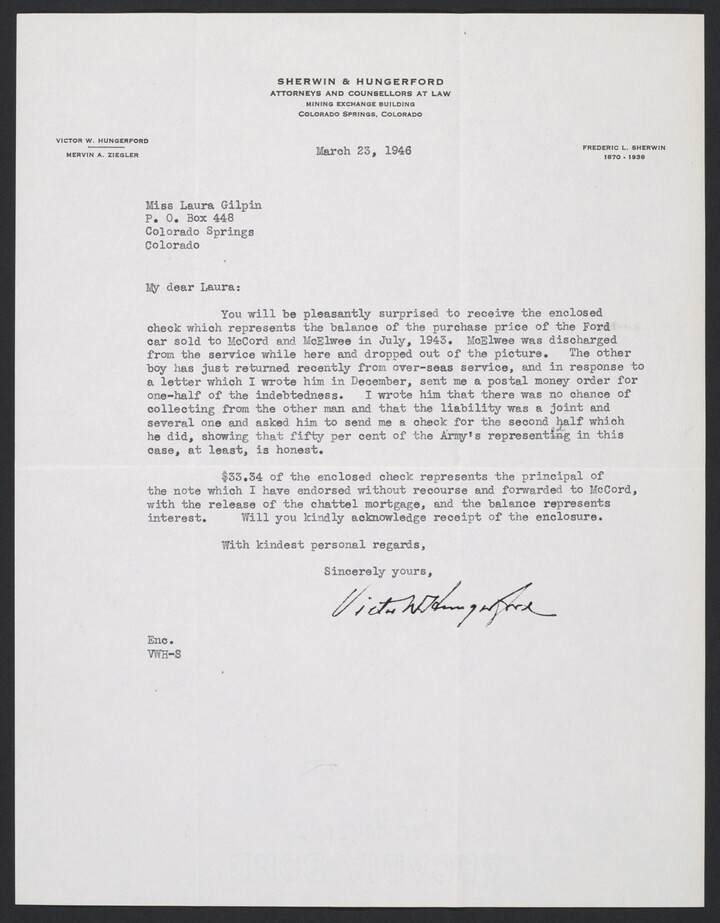 SHERWIN & HUNGERFORD
ATTORNEYS AND COUNSELLORS AT LAW
MINING EXCHANGE BUILDING
COLORADO SPRINGS, COLORADO
VICTOR W. HUNGERFORD
MERVIN A. ZIEGLER
March 23, 1946
FREDERIC L. SHERWIN
1870 - 1938
Miss Laura Gilpin
P. O. Box 448
Colorado Springs
Colorado
My dear Laura:
You will be pleasantly surprised to receive the enclosed
check which represents the balance of the purchase price of the Ford
car sold to McCord and McElwee in July, 1943. McElwee was discharged
from the service while here and dropped out of the picture. The other
boy has just returned recently from over-seas service, and in response to
a letter which I wrote him in December, sent me a postal money order for
one-half of the indebtedness. I wrote him that there was no chance of
collecting from the other man and that the liability was a joint and
several one and asked him to send me a check for the second half which
he did, showing that fifty per cent of the Army's representing in this
case, at least, is honest.
$33.34 of the enclosed check represents the principal of
the note which I have endorsed without recourse and forwarded to McCord,
with the release of the chattel mortgage, and the balance represents
interest. Will you kindly acknowledge receipt of the enclosure.
With kindest personal regards,
Sincerely yours,
Victor W Hungerford
Enc.
VWH-S